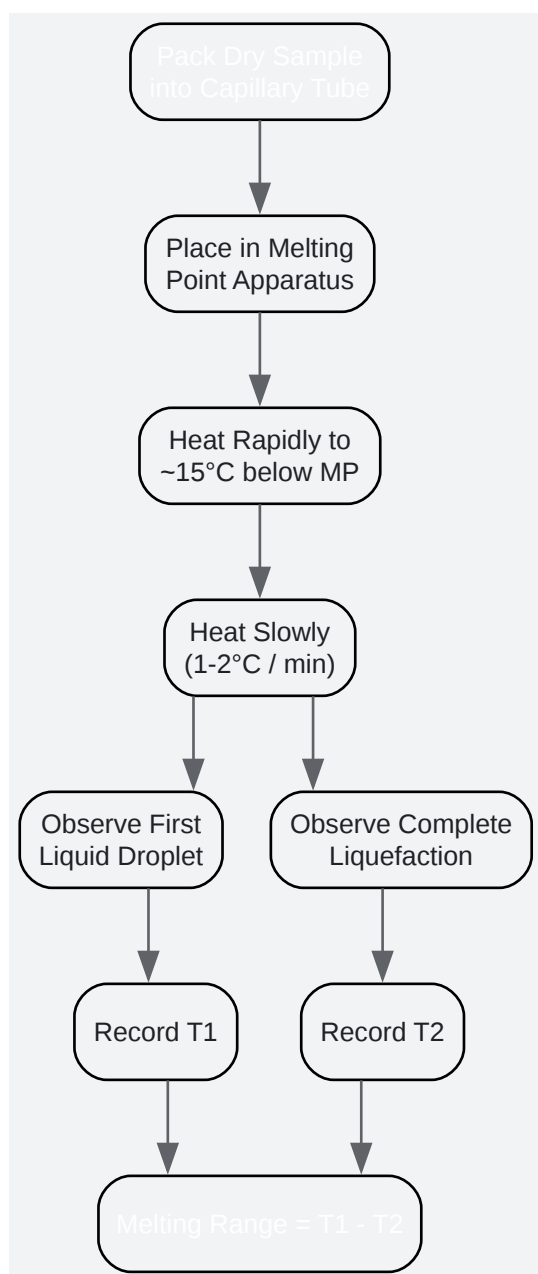 Pack Dry Sample
into Capillary Tube
Place in Melting
Point Apparatus
Heat Rapidly to
~15°C below MP
Heat Slowly
(1-2°C / min)
Observe First
Liquid Droplet
Observe Complete
Liquefaction
Record T1
Record T2
Melting Range = T1 - T2